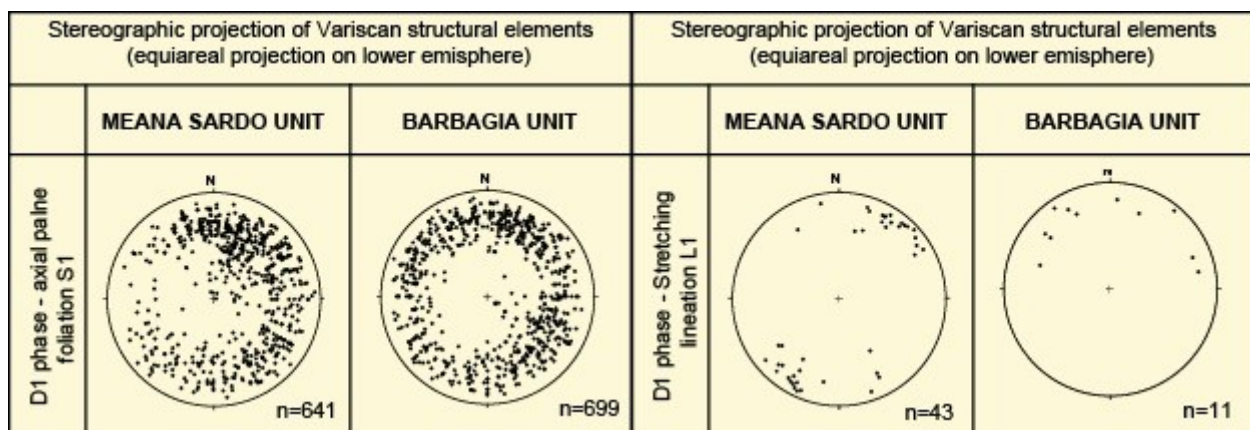 Stereographic projection of Variscan structural elements
(equiareal projection on lower emisphere)
Stereographic projection of Variscan structural elements
(equiareal projection on lower emisphere)
MEANA SARDO UNIT
BARBAGIA UNIT
MEANA SARDO UNIT
BARBAGIA UNIT
D1 phase - axial palne
foliation S1
N
n=641
N
n=699
D1 phase - Stretching
lineation L1
N
n=43
N
n=11